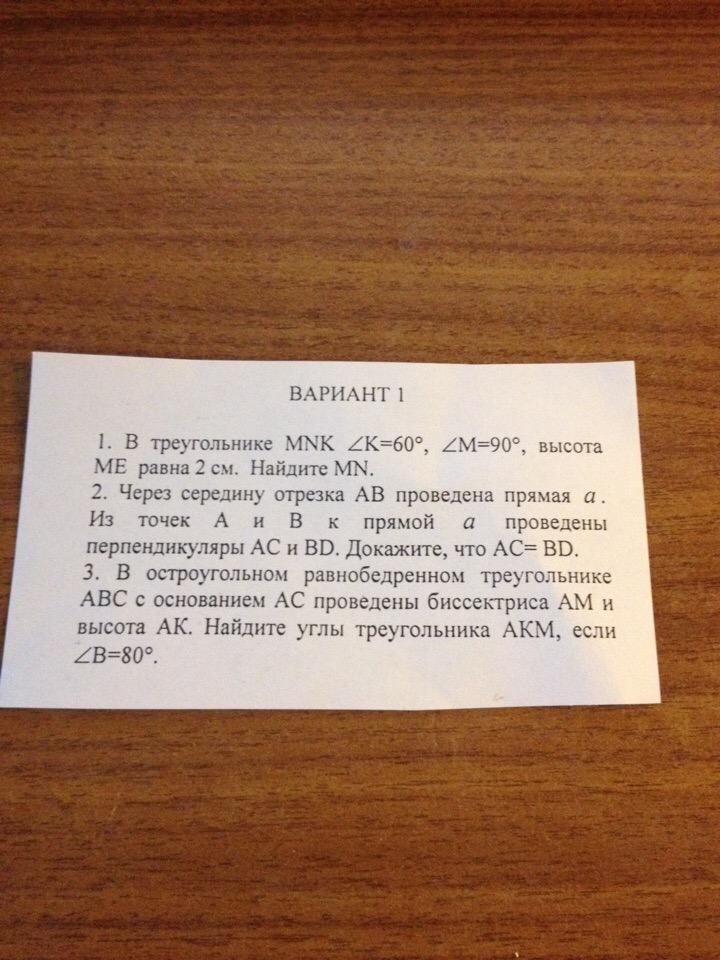 ВАРИАНТ 1
1. В треугольнике MNK ∠K=60°, ∠M=90°, высота
ME равна 2 см. Найдите MN.
2. Через середину отрезка AB проведена прямая a.
Из точек A и B к прямой a проведены
перпендикуляры AC и BD. Докажите, что AC= BD.
3. В остроугольном равнобедренном треугольнике
ABC с основанием AC проведены биссектриса AM и
высота AK. Найдите углы треугольника AKM, если
∠B=80°.